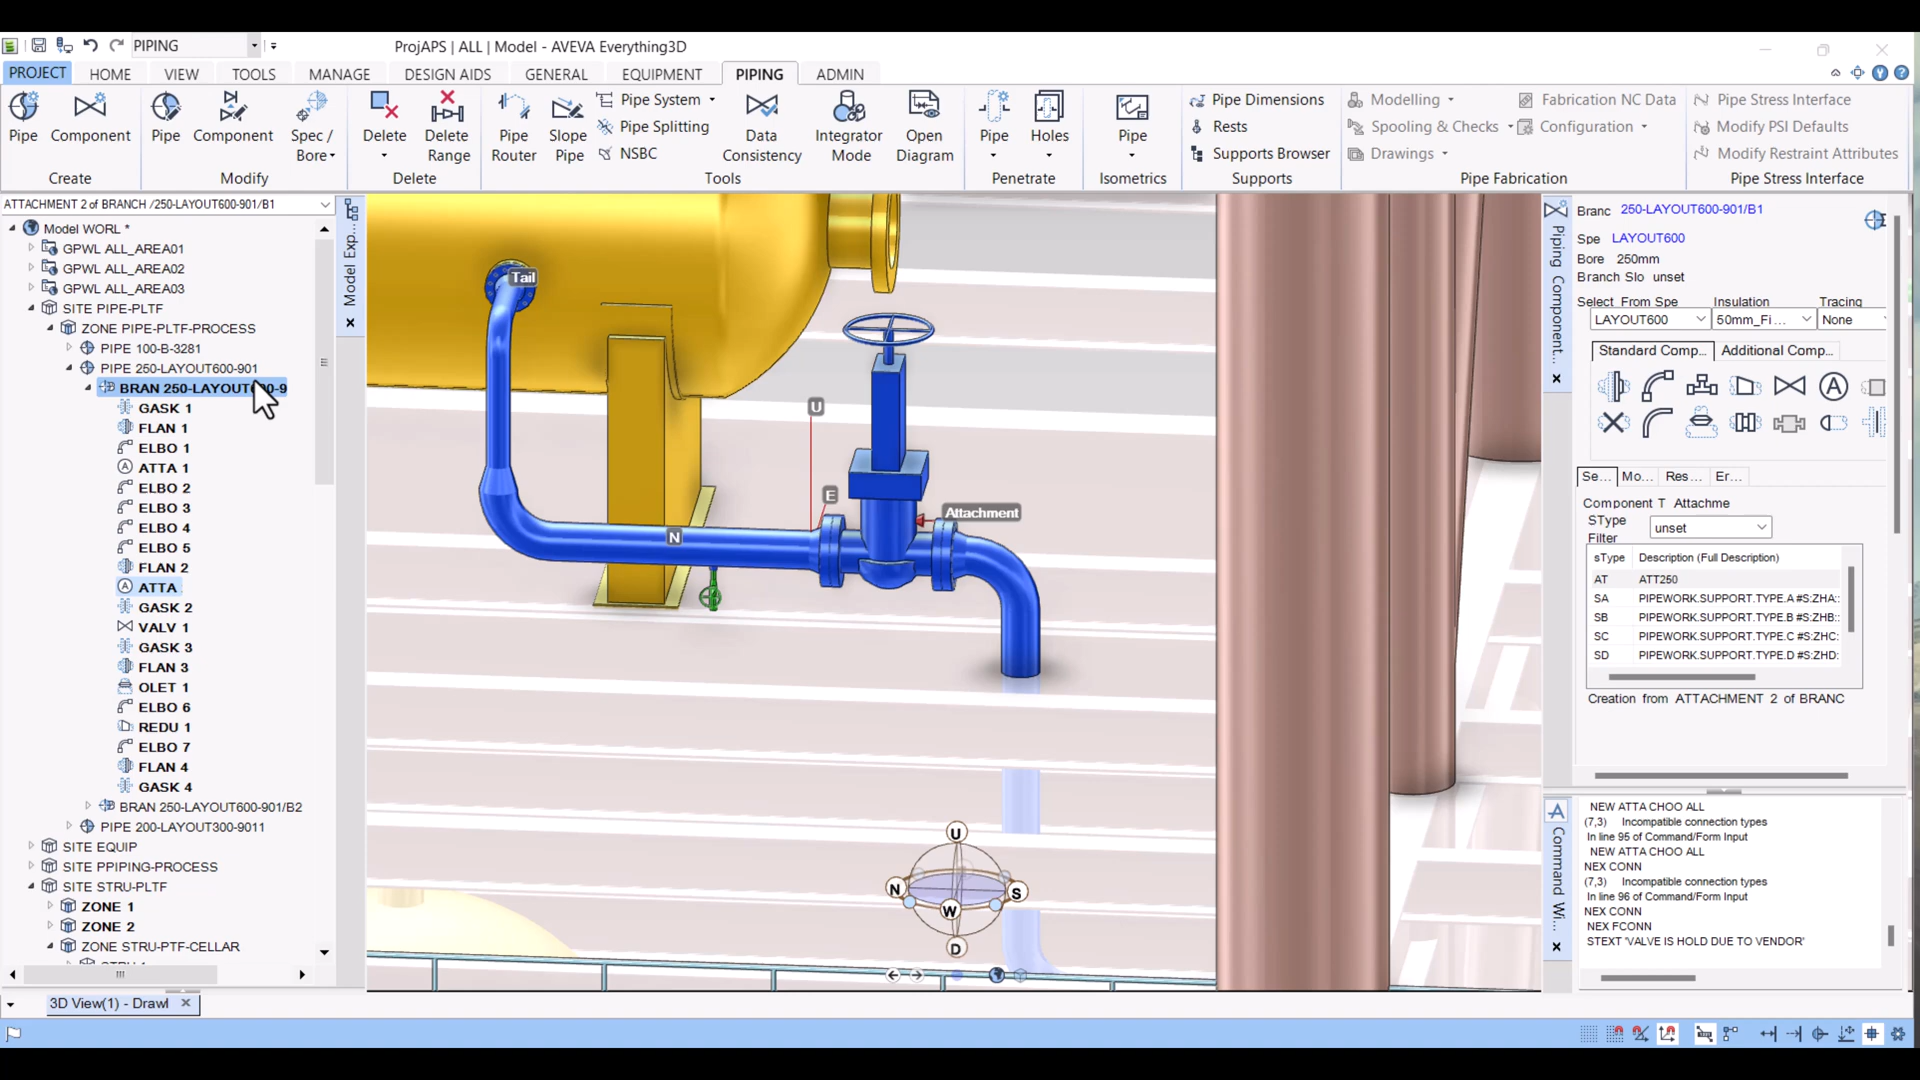 PIPING
ProjAPS | ALL | Model - AVEVA Everything3D
PROJECT HOME VIEW TOOLS MANAGE DESIGN AIDS GENERAL EQUIPMENT PIPING ADMIN
Pipe Component
Create
Pipe Component Spec / Bore
Modify
Delete Delete Range
Delete
Pipe Router Slope Pipe
Pipe System
Pipe Splitting
NSBC
Data Consistency Integrator Mode Open Diagram
Tools
Pipe Holes
Penetrate
Pipe
Isometrics
Pipe Dimensions
Rests
Supports Browser
Supports
Modelling Fabrication NC Data
Spooling & Checks Configuration
Drawings
Pipe Fabrication
Pipe Stress Interface
Modify PSI Defaults
Modify Restraint Attributes
Pipe Stress Interface
ATTACHMENT 2 of BRANCH /250-LAYOUT600-901/B1
Model WORL *
GPWL ALL_AREA01
GPWL ALL_AREA02
GPWL ALL_AREA03
SITE PIPE-PLTF
ZONE PIPE-PLTF-PROCESS
PIPE 100-B-3281
PIPE 250-LAYOUT600-901
BRAN 250-LAYOUT600-9
GASK 1
FLAN 1
ELBO 1
ATTA 1
ELBO 2
ELBO 3
ELBO 4
ELBO 5
FLAN 2
ATTA
GASK 2
VALV 1
GASK 3
FLAN 3
OLET 1
ELBO 6
REDU 1
ELBO 7
FLAN 4
GASK 4
BRAN 250-LAYOUT600-901/B2
PIPE 200-LAYOUT300-9011
SITE EQUIP
SITE PPIPING-PROCESS
SITE STRU-PLTF
ZONE 1
ZONE 2
ZONE STRU-PTF-CELLAR
Model Exp...
Tail
U
E
N
Attachment
U
N
S
W
D
Piping Component...
Branc 250-LAYOUT600-901/B1
Spe LAYOUT600
Bore 250mm
Branch Slo unset
Select From Spe Insulation Tracing
LAYOUT600 50mm_Fi... None
Standard Comp... Additional Comp...
Se... Mo... Res... Er...
Component T Attachme
SType Filter unset
sType Description (Full Description)
AT ATT250
SA PIPEWORK.SUPPORT.TYPE.A #S:ZHA:
SB PIPEWORK.SUPPORT.TYPE.B #S:ZHB:
SC PIPEWORK.SUPPORT.TYPE.C #S:ZHC:
SD PIPEWORK.SUPPORT.TYPE.D #S:ZHD:
Creation from ATTACHMENT 2 of BRANC
Command Wi...
NEW ATTA CHOO ALL
(7,3) Incompatible connection types
In line 95 of Command/Form Input
NEW ATTA CHOO ALL
NEX CONN
(7,3) Incompatible connection types
In line 96 of Command/Form Input
NEX CONN
NEX FCONN
STEXT 'VALVE IS HOLD DUE TO VENDOR'
3D View(1) - Drawl